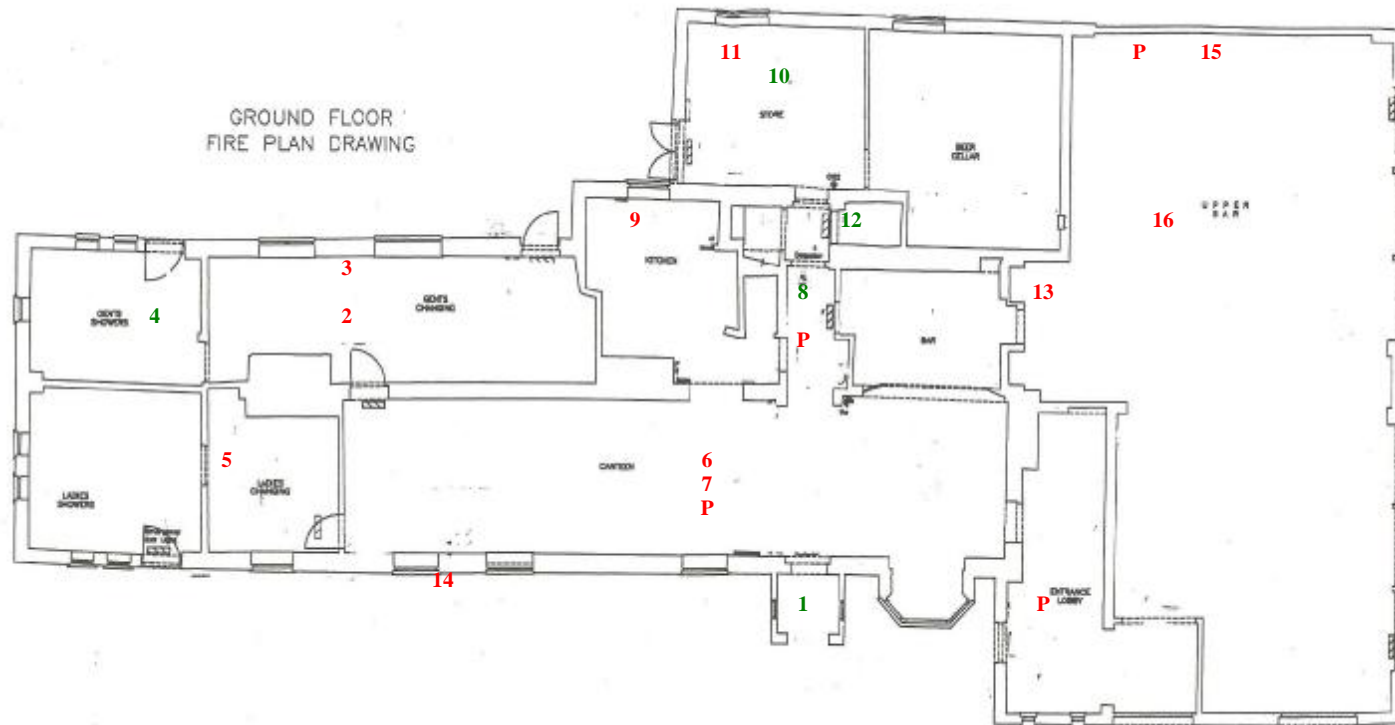 11
P 15
10
GROUND FLOOR
FIRE PLAN DRAWING
STORE
BEER
CELLAR
UPPER
BAR
9
12
16
KITCHEN
3
8
13
GENTS
SHOWERS
4
2
GENTS
CHANGING
P
BAR
5
CANTEEN
6
7
P
LADIES
SHOWERS
LADIES
CHANGING
14
1
P
ENTRANCE
LOBBY